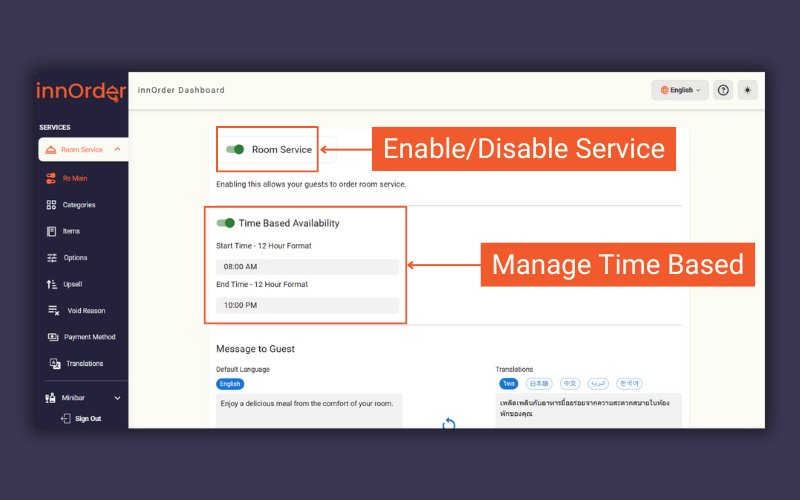 innOrder
innOrder Dashboard
English
?
SERVICES
Room Service
Rs Main
Categories
Items
Options
Upsell
Void Reason
Payment Method
Translations
Minibar
Sign Out
Room Service
Enable/Disable Service
Enabling this allows your guests to order room service.
Time Based Availability
Start Time - 12 Hour Format
08:00 AM
End Time - 12 Hour Format
10:00 PM
Manage Time Based
Message to Guest
Default Language
English
Enjoy a delicious meal from the comfort of your room.
Translations
ไทย 日本語 中文 العربية 한국어
เพลิดเพลินกับอาหารมื้ออร่อยจากความสะดวกสบายในห้อง
พักของคุณ